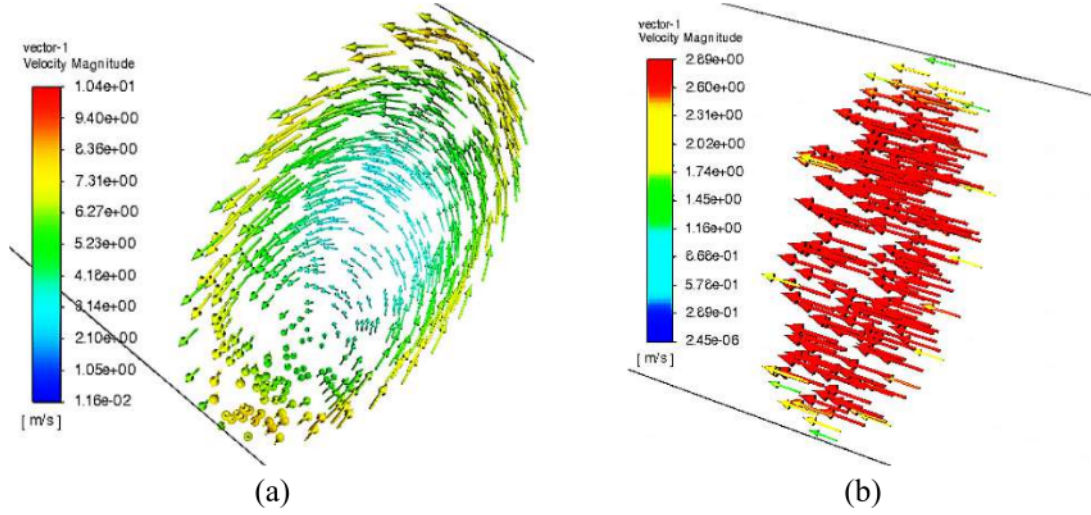 vector-1
Velocity Magnitude
1.04e+01
9.40e+00
8.36e+00
7.31e+00
6.27e+00
5.23e+00
4.18e+00
3.14e+00
2.10e+00
1.05e+00
1.16e-02
[ m/s ]
(a)
vector-1
Velocity Magnitude
2.89e+00
2.60e+00
2.31e+00
2.02e+00
1.74e+00
1.45e+00
1.16e+00
8.68e-01
5.78e-01
2.89e-01
2.45e-06
[ m/s ]
(b)